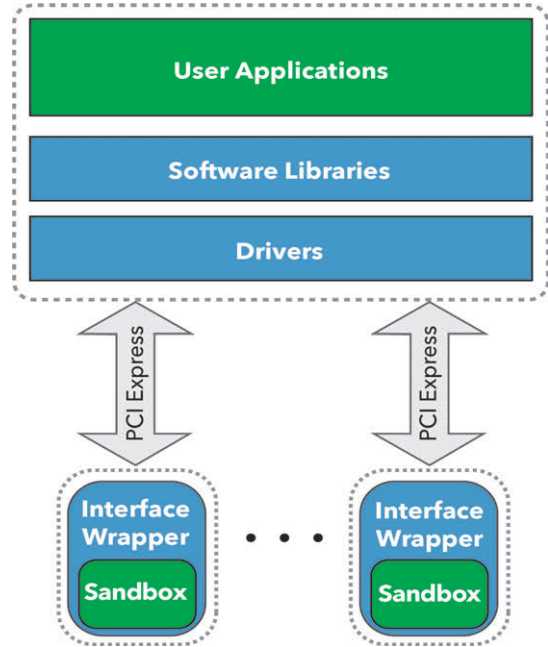 User Applications
Software Libraries
Drivers
PCI Express
PCI Express
Interface
Wrapper
Sandbox
Interface
Wrapper
Sandbox